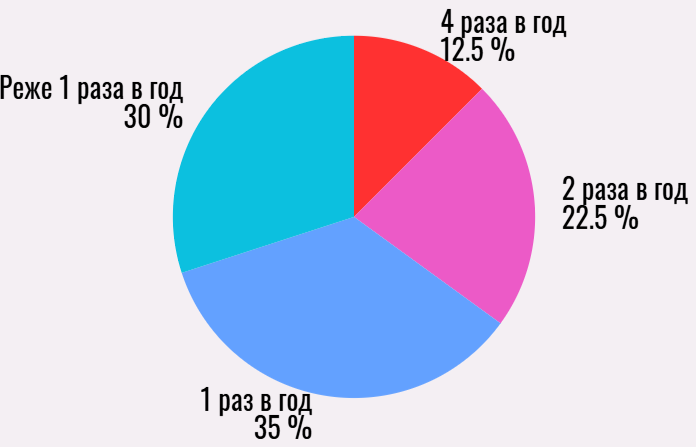 4 раза в год
12.5 %
Реже 1 раза в год
30 %
2 раза в год
22.5 %
1 раз в год
35 %